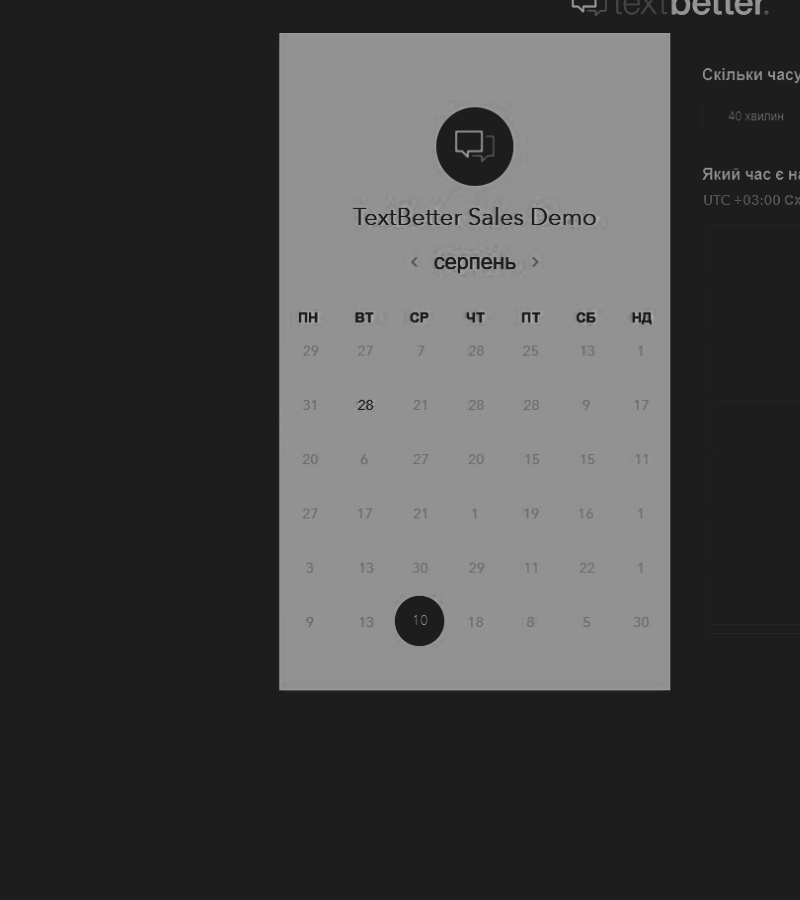 textbetter.
TextBetter Sales Demo
серпень
ПН ВТ СР ЧТ ПТ СБ НД
29 27 7 28 25 13 1
31 28 21 28 28 9 17
20 6 27 20 15 15 11
27 17 21 1 19 16 1
3 13 30 29 11 22 1
9 13 10 18 8 5 30
Скільки часу
40 хвилин
Який час є
UTC +03:00